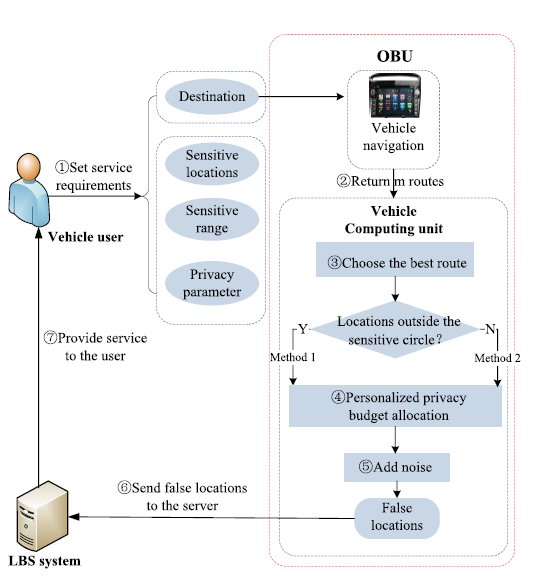 OBU
Destination
Vehicle
navigation
①Set service
requirements
Sensitive
locations
②Return m routes
Sensitive
range
Vehicle
Computing unit
Vehicle user
③Choose the best route
Privacy
parameter
Locations outside the
sensitive circle?
Y
N
Method 1
Method 2
⑦Provide service
to the user
④Personalized privacy
budget allocation
⑤Add noise
⑥Send false locations
to the server
False
locations
LBS system